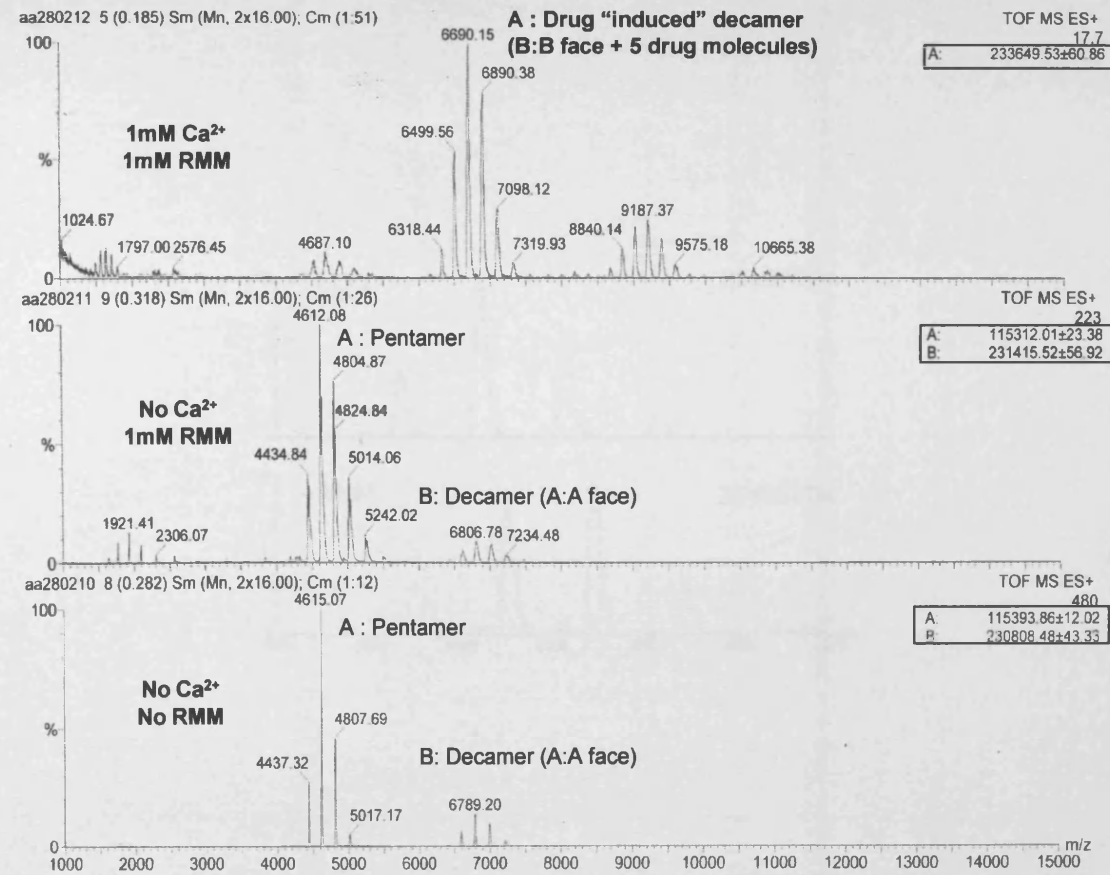 aa280212 5 (0.185) Sm (Mn, 2x16.00); Cm (1:51)
A : Drug “induced” decamer
(B:B face + 5 drug molecules)
TOF MS ES+
17.7
A: 233649.53±60.86
100
%
0
1mM Ca²⁺
1mM RMM
1024.67
1797.00
2576.45
4687.10
6318.44
6499.56
6690.15
6890.38
7098.12
7319.93
8840.14
9187.37
9575.18
10665.38
aa280211 9 (0.318) Sm (Mn, 2x16.00); Cm (1:26)
TOF MS ES+
223
A: 115312.01±23.38
B: 231415.52±56.92
100
%
0
No Ca²⁺
1mM RMM
A : Pentamer
B: Decamer (A:A face)
1921.41
2306.07
4434.84
4612.08
4804.87
4824.84
5014.06
5242.02
6806.78
7234.48
aa280210 8 (0.282) Sm (Mn, 2x16.00); Cm (1:12)
TOF MS ES+
480
A: 115393.86±12.02
B: 230808.48±43.33
100
%
0
No Ca²⁺
No RMM
A : Pentamer
B: Decamer (A:A face)
4437.32
4615.07
4807.69
5017.17
6789.20
1000 2000 3000 4000 5000 6000 7000 8000 9000 10000 11000 12000 13000 14000 15000 m/z